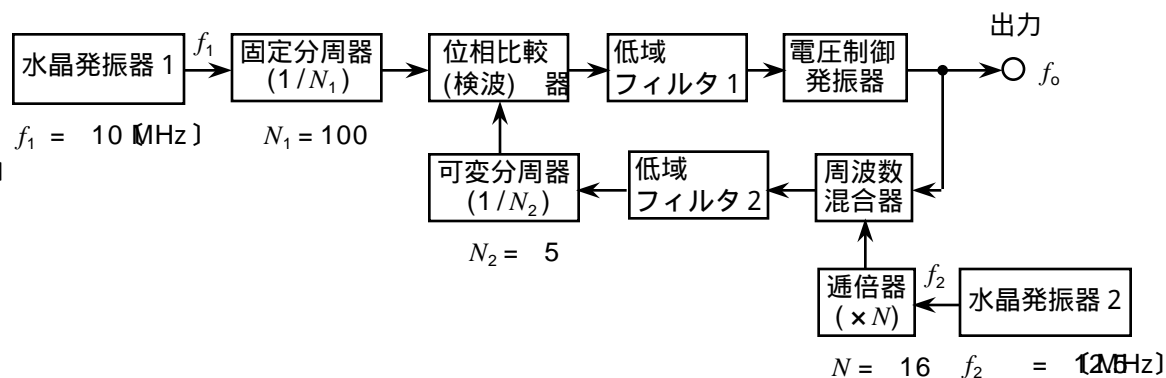 出力
水晶発振器 1
f₁
固定分周器
(1/N₁)
位相比較
(検波) 器
低域
フィルタ 1
電圧制御
発振器
fₒ
f₁ = 10 〔MHz〕
N₁ = 100
可変分周器
(1/N₂)
低域
フィルタ 2
周波数
混合器
N₂ = 5
逓倍器
(×N)
f₂
水晶発振器 2
N = 16
f₂ =